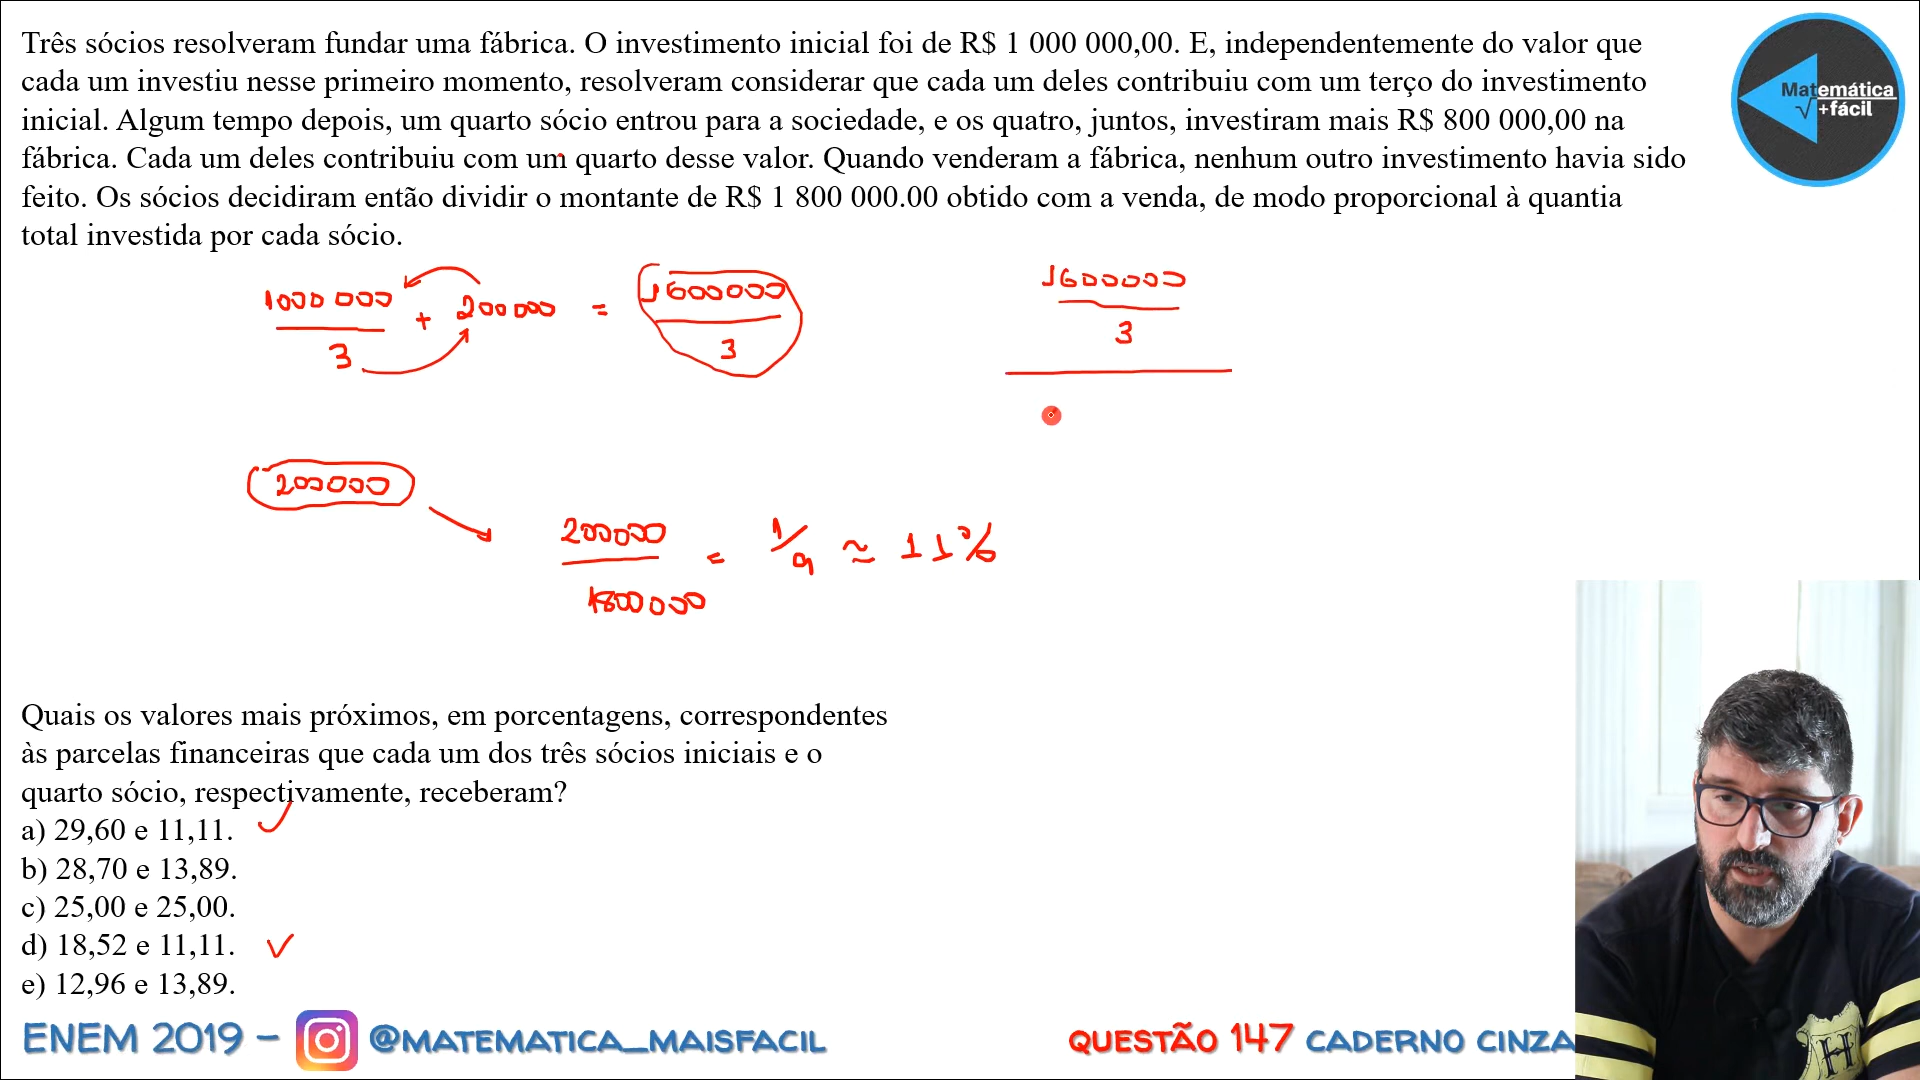 Três sócios resolveram fundar uma fábrica. O investimento inicial foi de R$ 1 000 000,00. E, independentemente do valor que
cada um investiu nesse primeiro momento, resolveram considerar que cada um deles contribuiu com um terço do investimento
inicial. Algum tempo depois, um quarto sócio entrou para a sociedade, e os quatro, juntos, investiram mais R$ 800 000,00 na
fábrica. Cada um deles contribuiu com um quarto desse valor. Quando venderam a fábrica, nenhum outro investimento havia sido
feito. Os sócios decidiram então dividir o montante de R$ 1 800 000.00 obtido com a venda, de modo proporcional à quantia
total investida por cada sócio.
Matemática
√+fácil
1000 000 / 3 + 200 000 = 1600000 / 3
1600000
3
200000
200000 / 1800000 = 1/9 ≈ 11%
Quais os valores mais próximos, em porcentagens, correspondentes
às parcelas financeiras que cada um dos três sócios iniciais e o
quarto sócio, respectivamente, receberam?
a) 29,60 e 11,11.
b) 28,70 e 13,89.
c) 25,00 e 25,00.
d) 18,52 e 11,11.
e) 12,96 e 13,89.
ENEM 2019 - @MATEMATICA_MAISFACIL
QUESTÃO 147 CADERNO CINZA
H